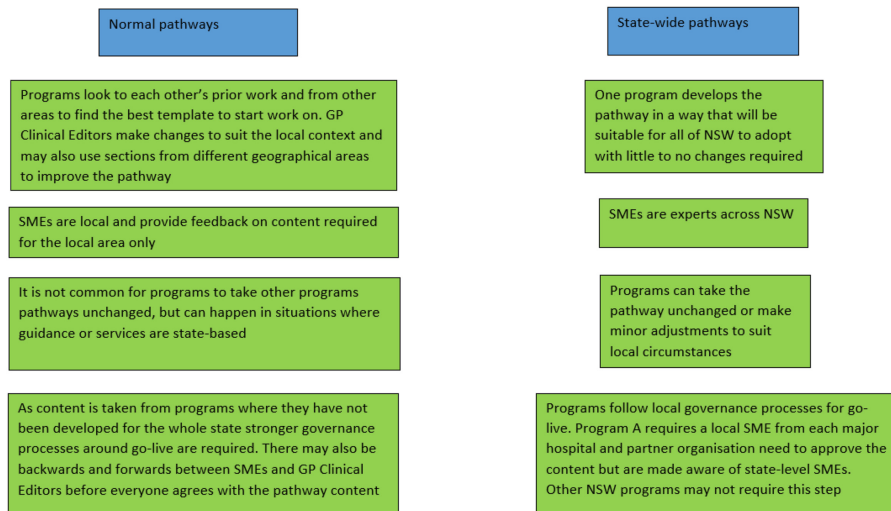 Normal pathways
State-wide pathways
Programs look to each other's prior work and from other
areas to find the best template to start work on. GP
Clinical Editors make changes to suit the local context and
may also use sections from different geographical areas
to improve the pathway
One program develops the
pathway in a way that will be
suitable for all of NSW to adopt
with little to no changes required
SMEs are local and provide feedback on content required
for the local area only
SMEs are experts across NSW
It is not common for programs to take other programs
pathways unchanged, but can happen in situations where
guidance or services are state-based
Programs can take the
pathway unchanged or make
minor adjustments to suit
local circumstances
As content is taken from programs where they have not
been developed for the whole state stronger governance
processes around go-live are required. There may also be
backwards and forwards between SMEs and GP Clinical
Editors before everyone agrees with the pathway content
Programs follow local governance processes for go-
live. Program A requires a local SME from each major
hospital and partner organisation need to approve the
content but are made aware of state-level SMEs.
Other NSW programs may not require this step